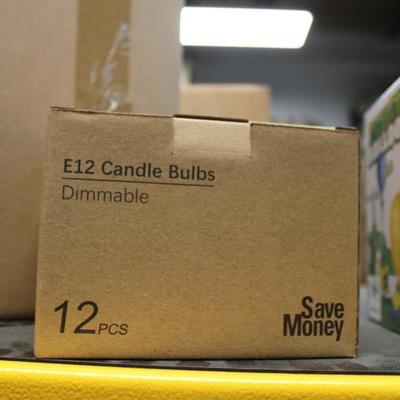 E12 Candle Bulbs
Dimmable
12PCS
Save
Money